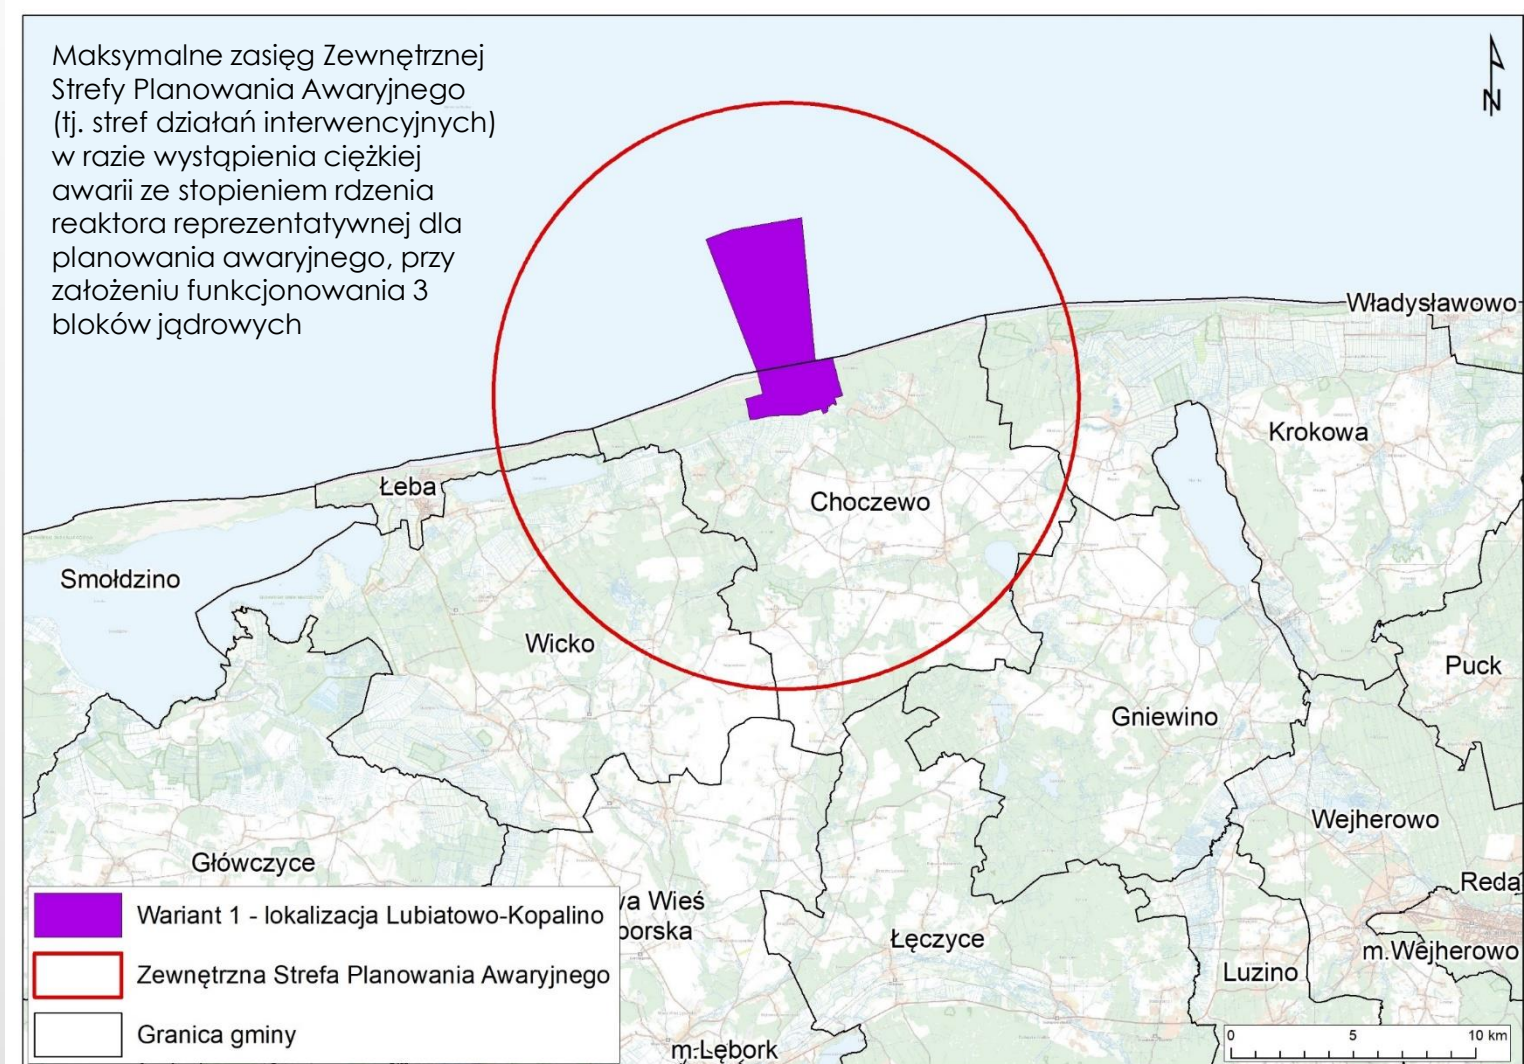 Maksymalne zasięg Zewnętrznej
Strefy Planowania Awaryjnego
(tj. stref działań interwencyjnych)
w razie wystąpienia ciężkiej
awarii ze stopieniem rdzenia
reaktora reprezentatywnej dla
planowania awaryjnego, przy
założeniu funkcjonowania 3
bloków jądrowych
N
Władysławowo
Krokowa
Łeba
Choczewo
Smołdzino
Wicko
Puck
Gniewino
Wejherowo
Główczyce
Reda
wa Wieś
borska
Łęczyce
m.Wejherowo
Luzino
m.Lębork
Wariant 1 - lokalizacja Lubiatowo-Kopalino
Zewnętrzna Strefa Planowania Awaryjnego
Granica gminy
0 5 10 km